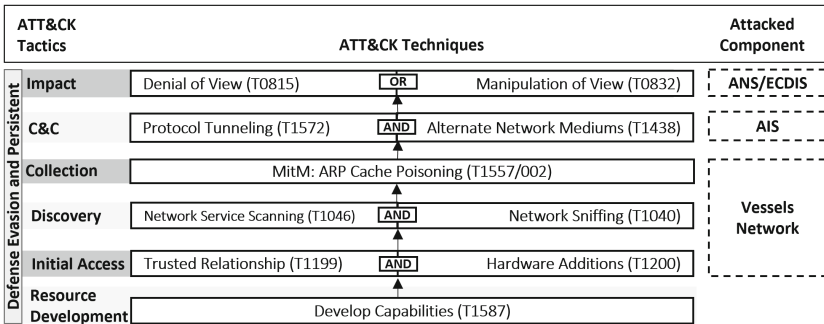 ATT&CK
Tactics
ATT&CK Techniques
Attacked
Component
Defense Evasion and Persistent
Impact
Denial of View (T0815)
OR
Manipulation of View (T0832)
ANS/ECDIS
C&C
Protocol Tunneling (T1572)
AND
Alternate Network Mediums (T1438)
AIS
Collection
MitM: ARP Cache Poisoning (T1557/002)
Discovery
Network Service Scanning (T1046)
AND
Network Sniffing (T1040)
Vessels
Network
Initial Access
Trusted Relationship (T1199)
AND
Hardware Additions (T1200)
Resource
Development
Develop Capabilities (T1587)